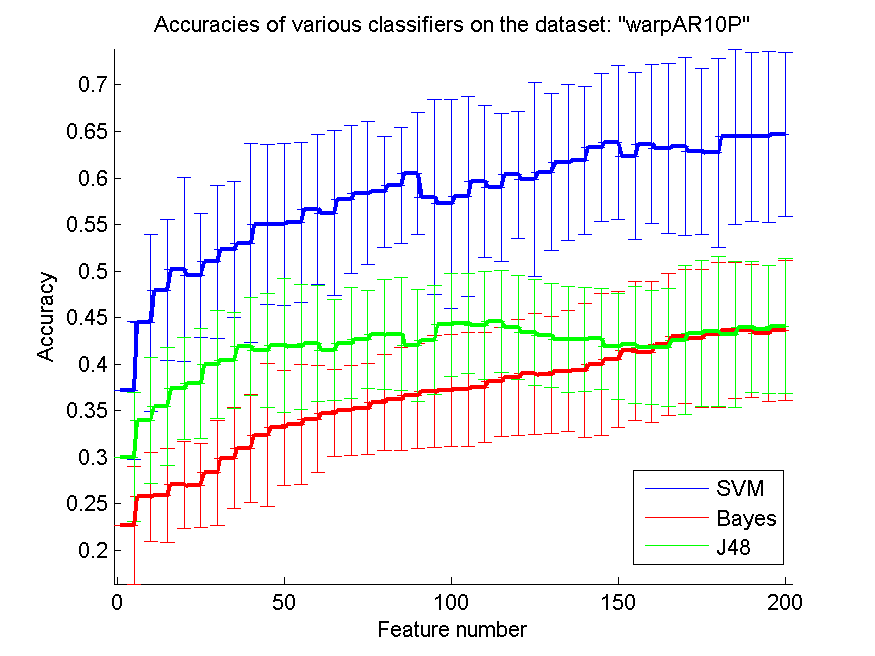 Accuracies of various classifiers on the dataset: "warpAR10P"
0.7
0.65
0.6
0.55
0.5
0.45
0.4
0.35
0.3
0.25
0.2
Accuracy
SVM
Bayes
J48
0 50 100 150 200
Feature number